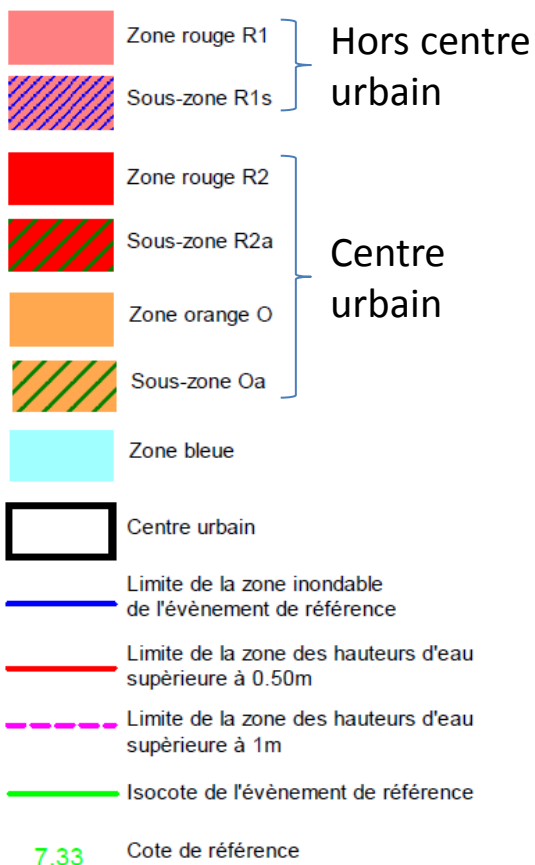 Zone rouge R1
Sous-zone R1s
Hors centre
urbain
Zone rouge R2
Sous-zone R2a
Zone orange O
Sous-zone Oa
Centre
urbain
Zone bleue
Centre urbain
Limite de la zone inondable
de l'évènement de référence
Limite de la zone des hauteurs d'eau
supèrieure à 0.50m
Limite de la zone des hauteurs d'eau
supèrieure à 1m
Isocote de l'évènement de référence
7.33 Cote de référence